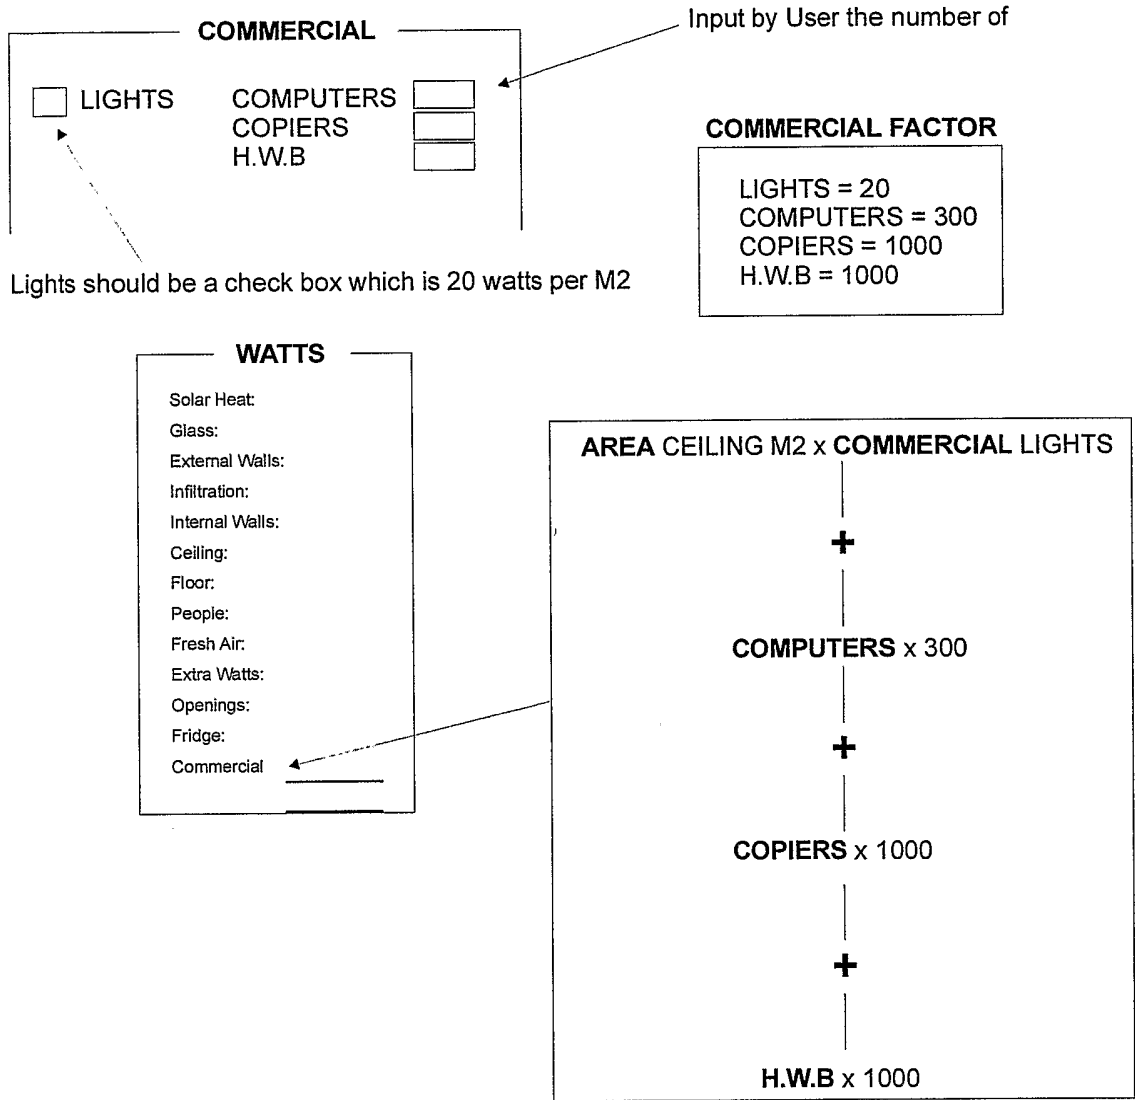 Input by User the number of
COMMERCIAL
LIGHTS
COMPUTERS
COPIERS
H.W.B
COMMERCIAL FACTOR
LIGHTS = 20
COMPUTERS = 300
COPIERS = 1000
H.W.B = 1000
Lights should be a check box which is 20 watts per M2
WATTS
Solar Heat:
Glass:
External Walls:
Infiltration:
Internal Walls:
Ceiling:
Floor:
People:
Fresh Air:
Extra Watts:
Openings:
Fridge:
Commercial
AREA CEILING M2 x COMMERCIAL LIGHTS
+
COMPUTERS x 300
+
COPIERS x 1000
+
H.W.B x 1000